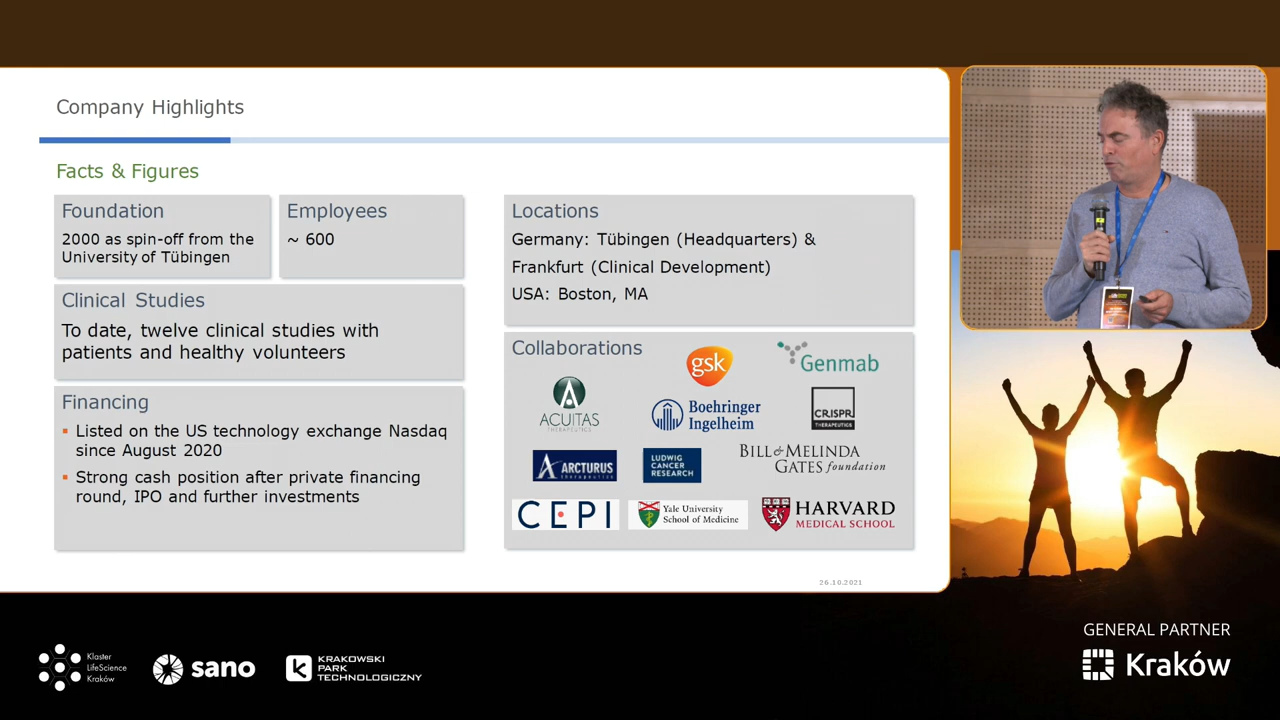 Company Highlights
Facts & Figures
Foundation
2000 as spin-off from the
University of Tübingen
Employees
~ 600
Clinical Studies
To date, twelve clinical studies with
patients and healthy volunteers
Financing
Listed on the US technology exchange Nasdaq
since August 2020
Strong cash position after private financing
round, IPO and further investments
Locations
Germany: Tübingen (Headquarters) &
Frankfurt (Clinical Development)
USA: Boston, MA
Collaborations
gsk
Genmab
ACUITAS
THERAPEUTICS
Boehringer
Ingelheim
CRISPR
THERAPEUTICS
ARCTURUS
therapeutics
LUDWIG
CANCER
RESEARCH
BILL & MELINDA
GATES foundation
CEPI
Yale University
School of Medicine
HARVARD
MEDICAL SCHOOL
26.10.2021
Klaster
LifeScience
Kraków
sano
KRAKOWSKI
PARK
TECHNOLOGICZNY
GENERAL PARTNER
Kraków